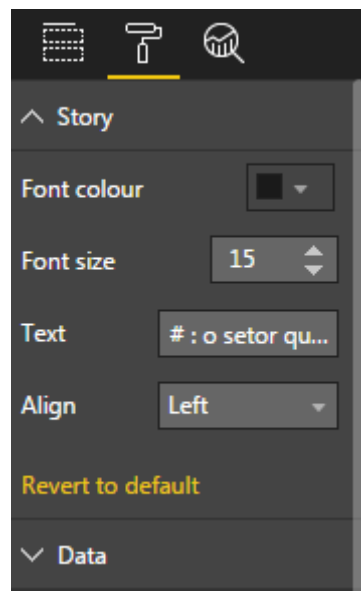 Story
Font colour
Font size 15
Text # : o setor qu...
Align Left
Revert to default
Data